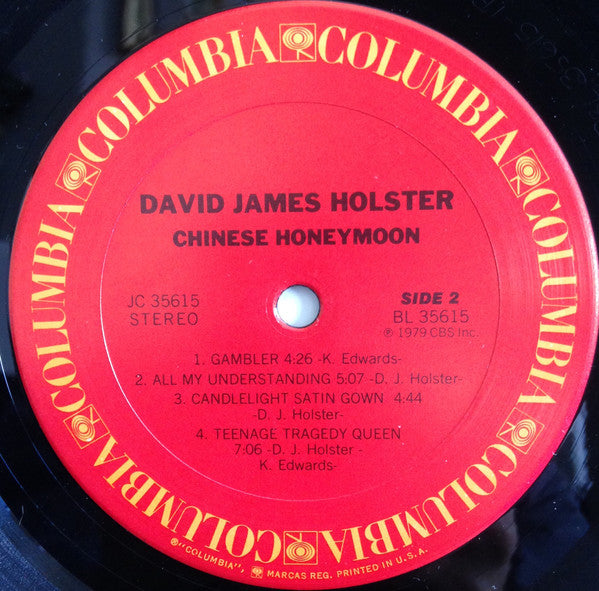 COLUMBIA COLUMBIA COLUMBIA COLUMBIA COLUMBIA COLUMBIA COLUMBIA COLUMBIA
DAVID JAMES HOLSTER
CHINESE HONEYMOON
JC 35615
STEREO
SIDE 2
BL 35615
℗ 1979 CBS Inc.
1. GAMBLER 4:26 -K. Edwards-
2. ALL MY UNDERSTANDING 5:07 -D. J. Holster-
3. CANDLELIGHT SATIN GOWN 4:44
-D. J. Holster-
4. TEENAGE TRAGEDY QUEEN
7:06 -D. J. Holster -
K. Edwards-
®"COLUMBIA", MARCAS REG. PRINTED IN U.S.A.